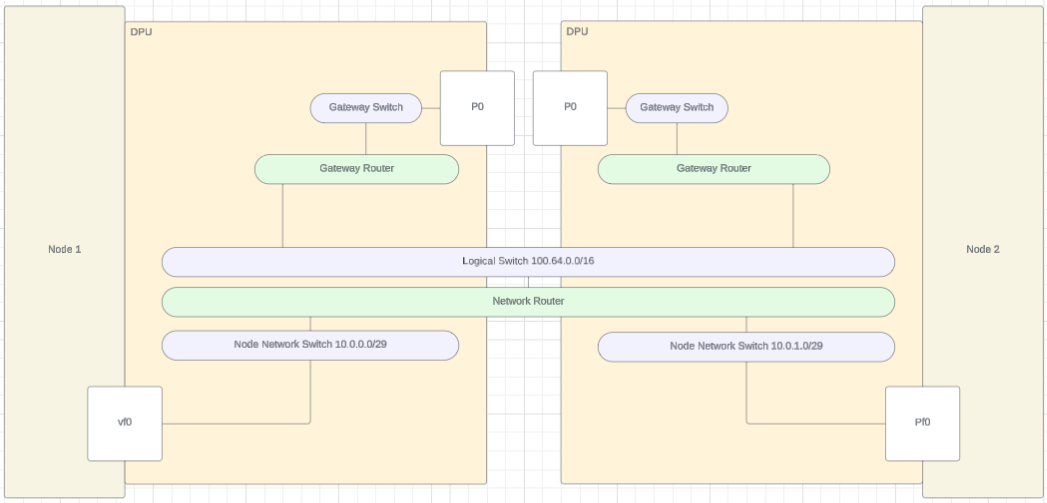 DPU
DPU
P0
P0
Gateway Switch
Gateway Switch
Gateway Router
Gateway Router
Node 1
Node 2
Logical Switch 100.64.0.0/16
Network Router
Node Network Switch 10.0.0.0/29
Node Network Switch 10.0.1.0/29
vf0
Pf0